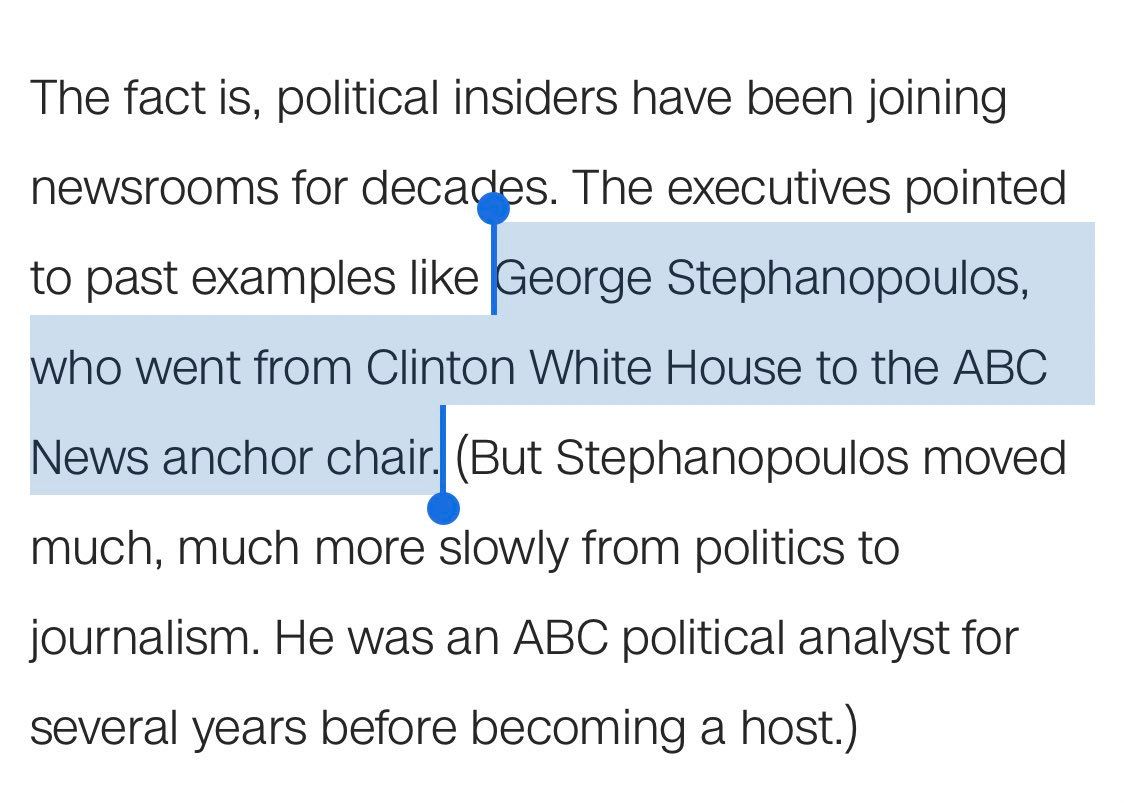 The fact is, political insiders have been joining
newsrooms for decades. The executives pointed
to past examples like George Stephanopoulos,
who went from Clinton White House to the ABC
News anchor chair. (But Stephanopoulos moved
much, much more slowly from politics to
journalism. He was an ABC political analyst for
several years before becoming a host.)